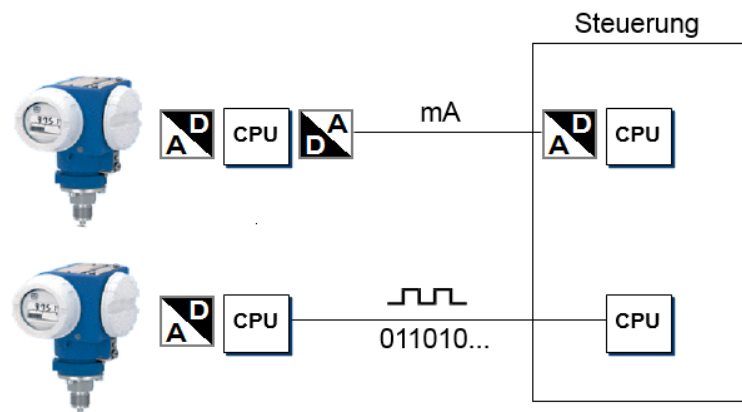 Steuerung
A D CPU D A mA A D CPU
A D CPU 011010... CPU